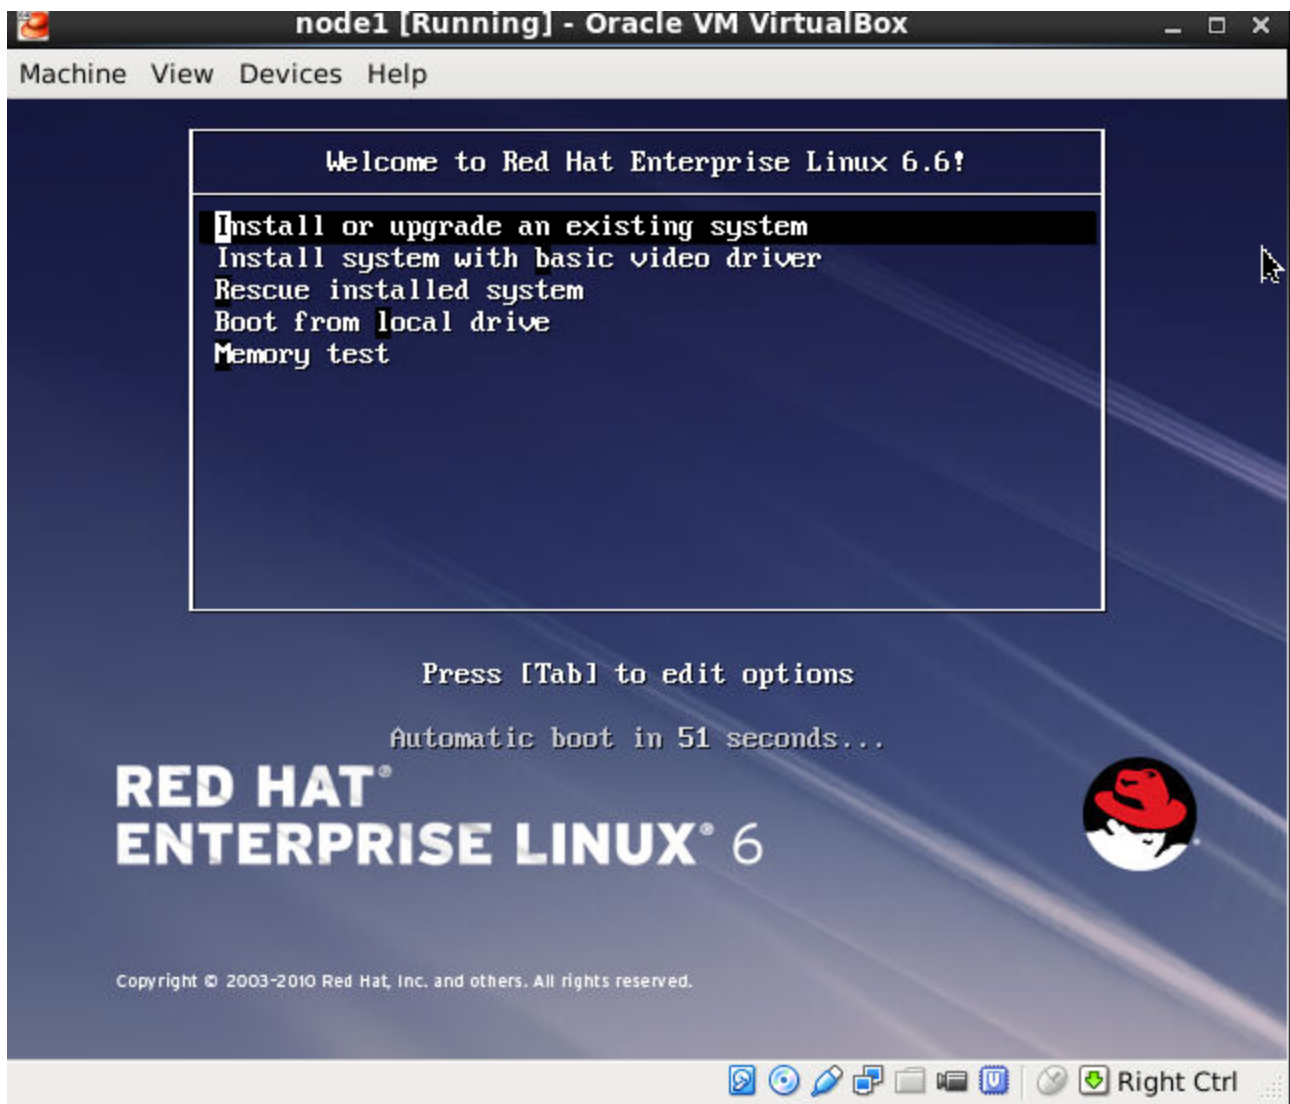 node1 [Running] - Oracle VM VirtualBox
Machine View Devices Help
Welcome to Red Hat Enterprise Linux 6.6!
Install or upgrade an existing system
Install system with basic video driver
Rescue installed system
Boot from local drive
Memory test
Press [Tab] to edit options
Automatic boot in 51 seconds...
RED HAT®
ENTERPRISE LINUX® 6
Copyright © 2003-2010 Red Hat, Inc. and others. All rights reserved.
Right Ctrl